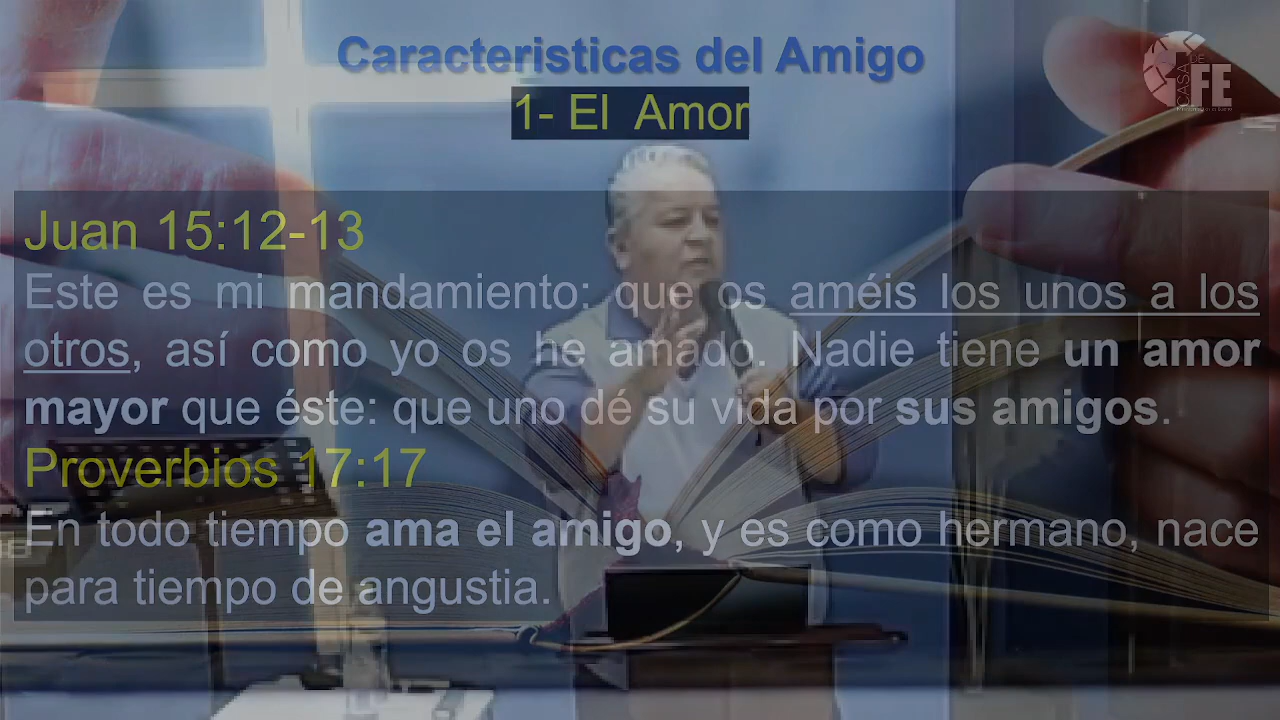 Caracteristicas del Amigo
1- El Amor
CASA DE
FE
Juan 15:12-13
Este es mi mandamiento: que os améis los unos a los
otros, así como yo os he amado. Nadie tiene un amor
mayor que éste: que uno dé su vida por sus amigos.
Proverbios 17:17
En todo tiempo ama el amigo, y es como hermano, nace
para tiempo de angustia.